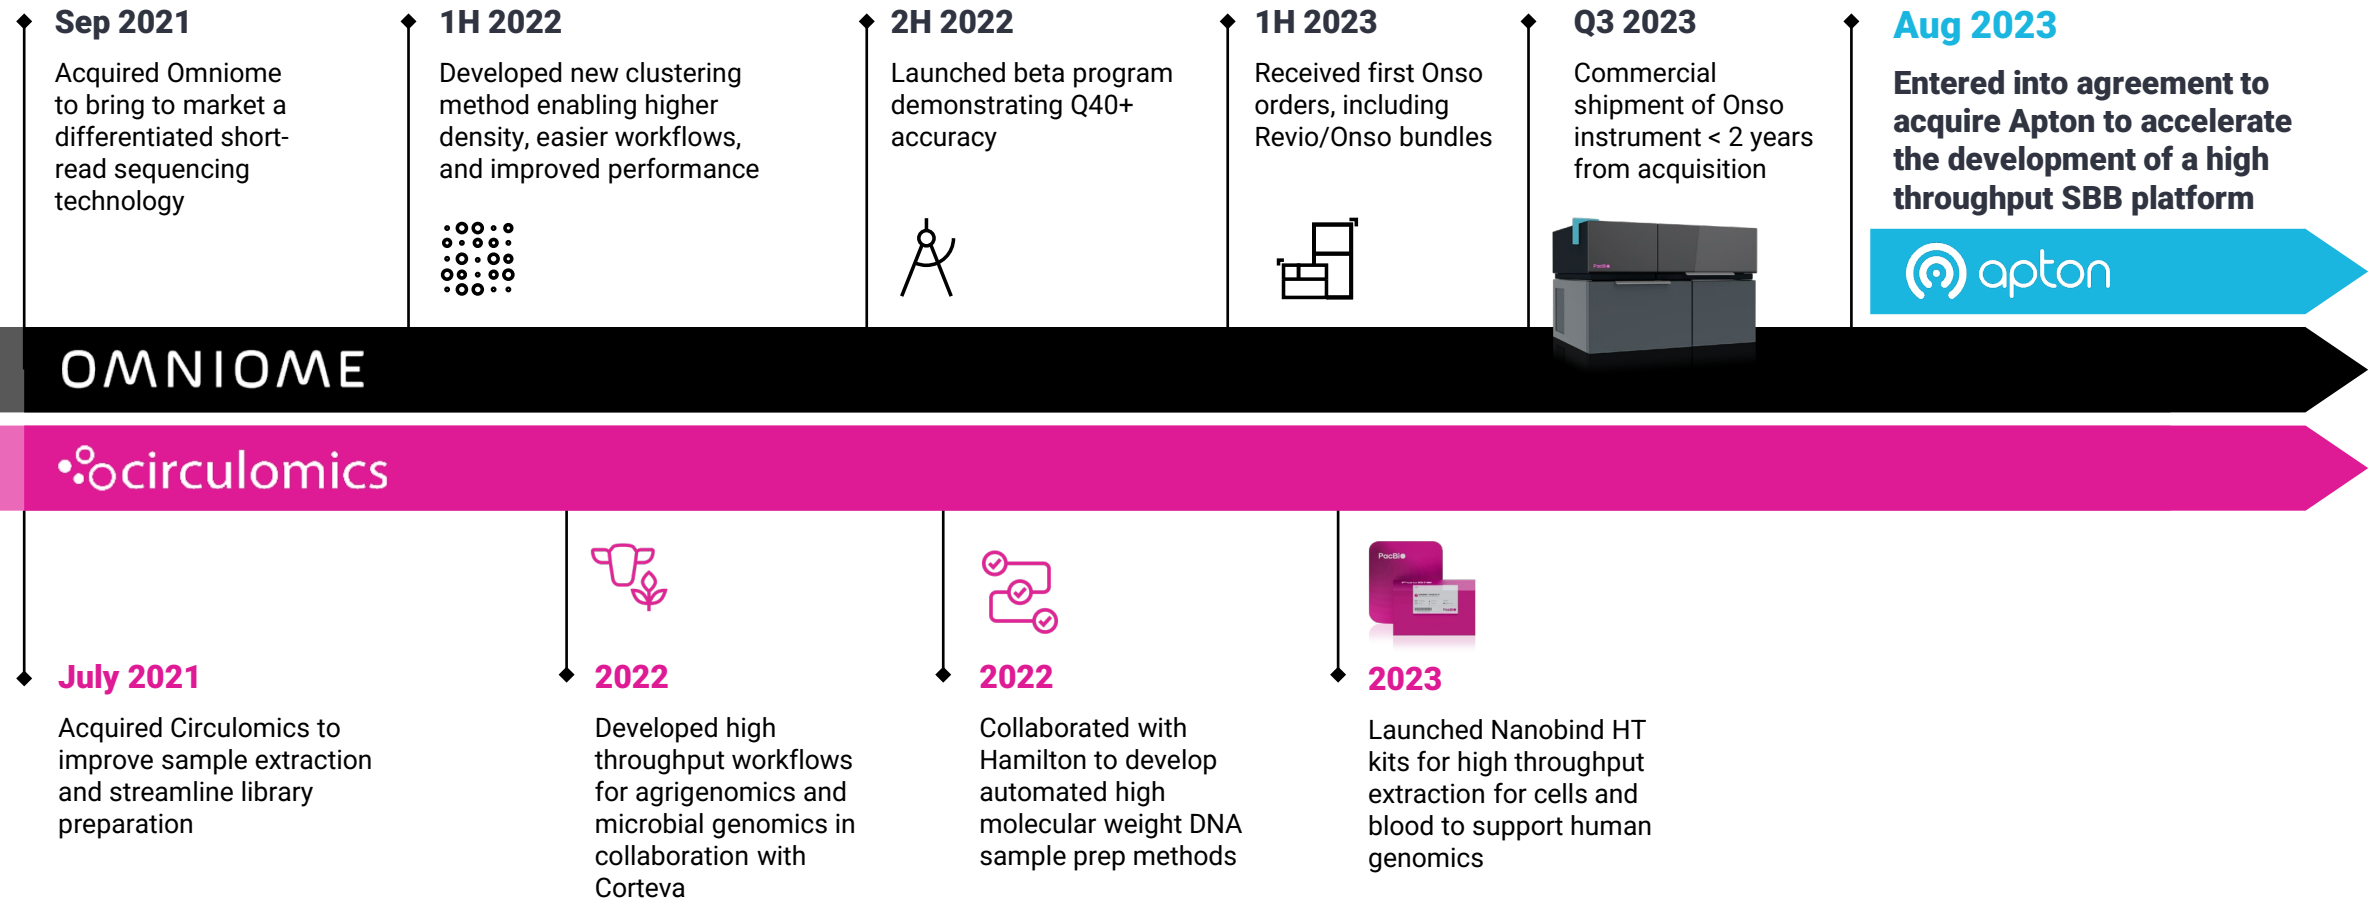 Sep 2021
Acquired Omniome
to bring to market a
differentiated short-
read sequencing
technology
1H 2022
Developed new clustering
method enabling higher
density, easier workflows,
and improved performance
2H 2022
Launched beta program
demonstrating Q40+
accuracy
1H 2023
Received first Onso
orders, including
Revio/Onso bundles
Q3 2023
Commercial
shipment of Onso
instrument < 2 years
from acquisition
Aug 2023
Entered into agreement to
acquire Apton to accelerate
the development of a high
throughput SBB platform
PacBio
apton
OMNIOME
circulomics
July 2021
Acquired Circulomics to
improve sample extraction
and streamline library
preparation
2022
Developed high
throughput workflows
for agrigenomics and
microbial genomics in
collaboration with
Corteva
2022
Collaborated with
Hamilton to develop
automated high
molecular weight DNA
sample prep methods
PacBio
2023
Launched Nanobind HT
kits for high throughput
extraction for cells and
blood to support human
genomics